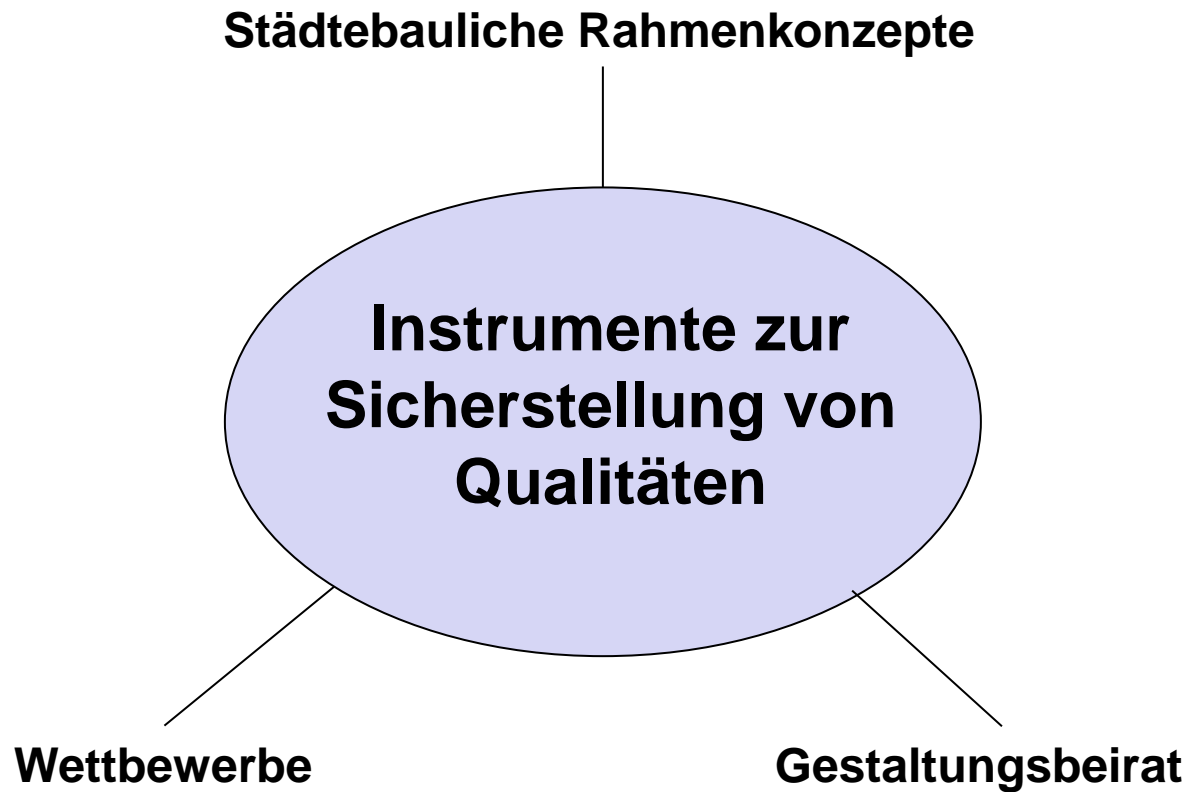 Städtebauliche Rahmenkonzepte
Instrumente zur
Sicherstellung von
Qualitäten
Wettbewerbe
Gestaltungsbeirat